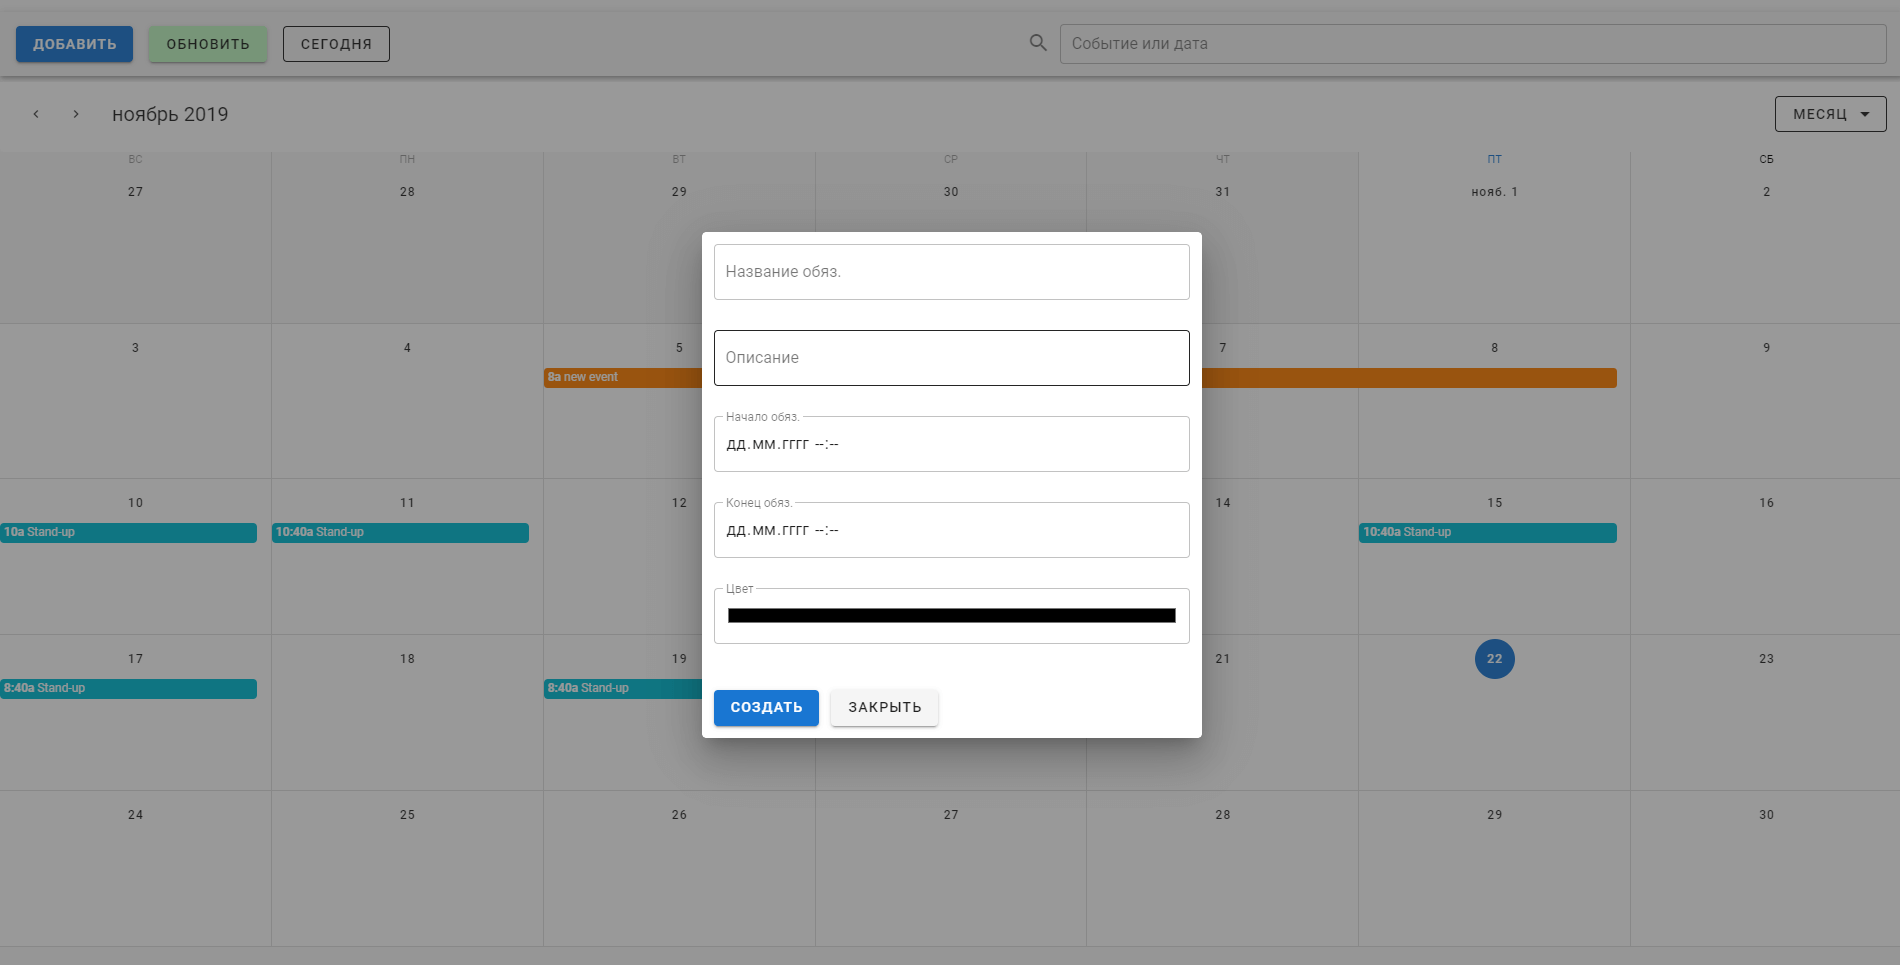 ДОБАВИТЬ ОБНОВИТЬ СЕГОДНЯ Событие или дата
ноябрь 2019 МЕСЯЦ
ВС ПН ВТ СР ЧТ ПТ СБ
27 28 29 30 31 нояб. 1 2
Название обяз.
3 4 5 7 8 9
Описание
8a new event
Начало обяз.
дд.мм.гггг --:--
10 11 12 Конец обяз. 14 15 16
дд.мм.гггг --:--
10a Stand-up 10:40a Stand-up 10:40a Stand-up
Цвет
17 18 19 21 22 23
8:40a Stand-up 8:40a Stand-up
СОЗДАТЬ ЗАКРЫТЬ
24 25 26 27 28 29 30